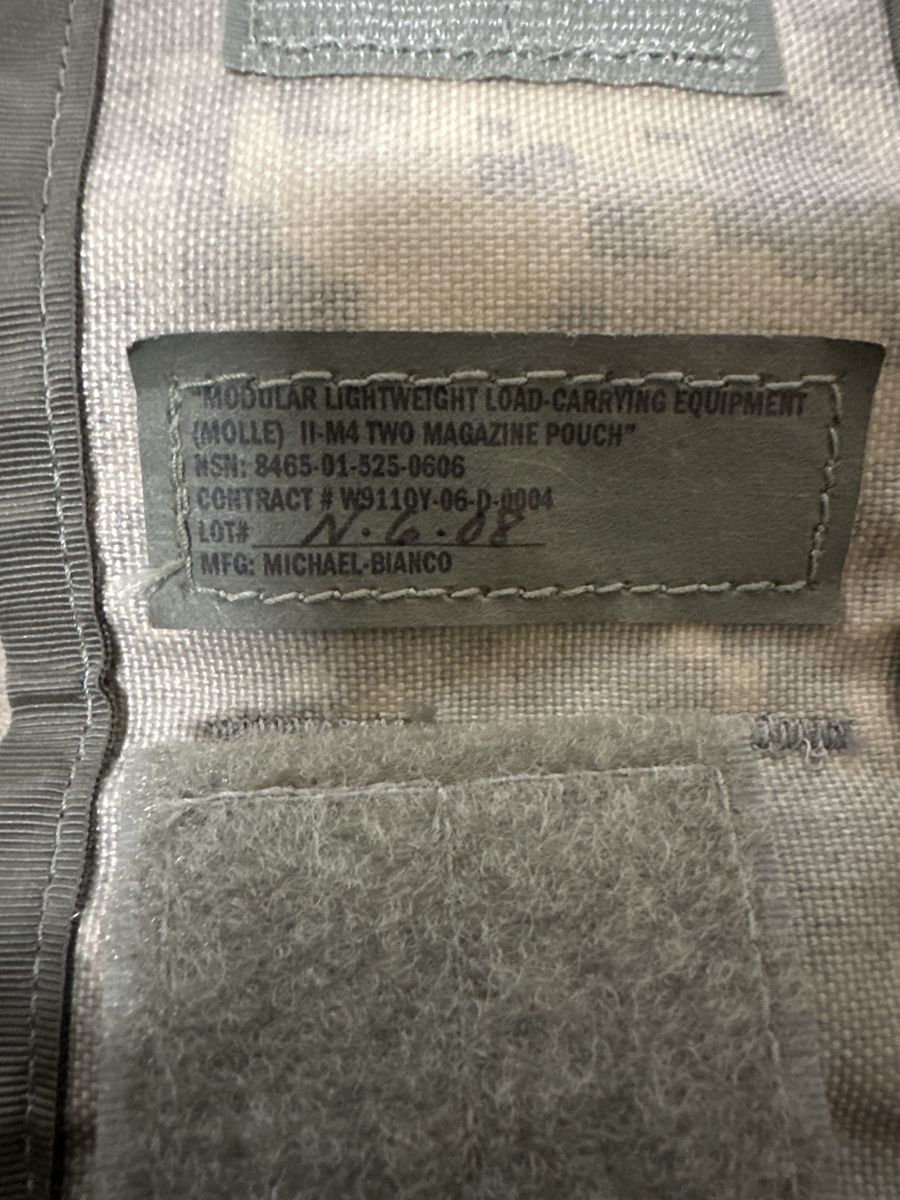 "MODULAR LIGHTWEIGHT LOAD-CARRYING EQUIPMENT
(MOLLE) II-M4 TWO MAGAZINE POUCH"
NSN: 8465-01-525-0606
CONTRACT # W911QY-06-D-0004
LOT# N.6.08
MFG: MICHAEL-BIANCO